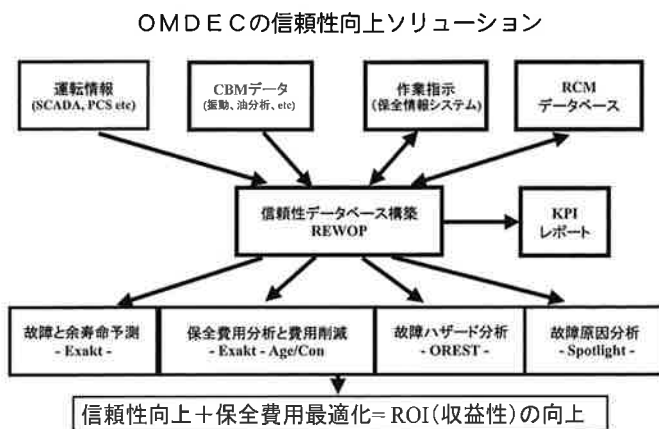 OMDECの信頼性向上ソリューション
運転情報
(SCADA, PCS etc)
CBMデータ
(振動、油分析、etc)
作業指示
(保全情報システム)
RCM
データベース
信頼性データベース構築
REWOP
KPI
レポート
故障と余寿命予測
- Exakt -
保全費用分析と費用削減
- Exakt - Age/Con
故障ハザード分析
- OREST -
故障原因分析
- Spotlight -
信頼性向上＋保全費用最適化= ROI(収益性)の向上